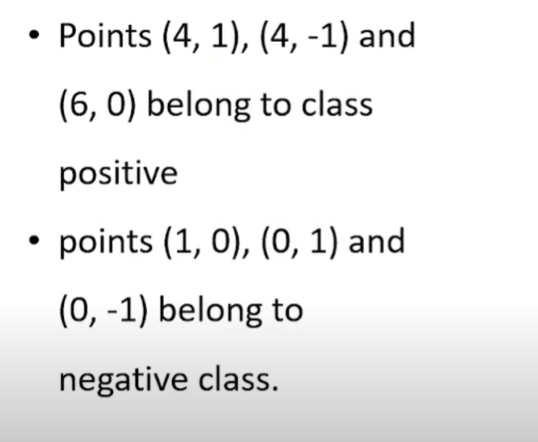 • Points (4, 1), (4, -1) and
(6, 0) belong to class
positive
• points (1, 0), (0, 1) and
(0, -1) belong to
negative class.